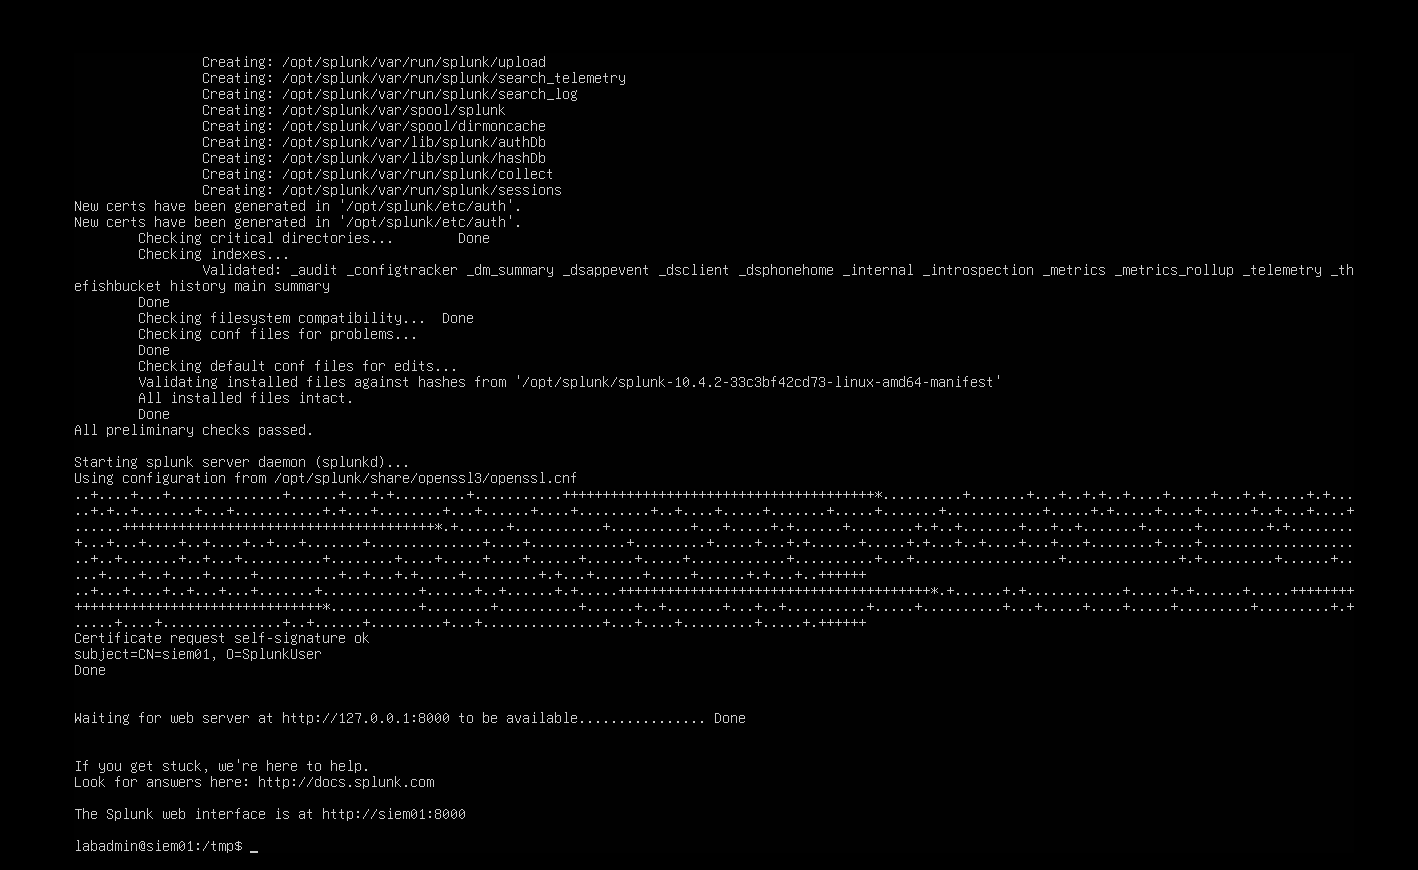 Creating: /opt/splunk/var/run/splunk/upload
Creating: /opt/splunk/var/run/splunk/search_telemetry
Creating: /opt/splunk/var/run/splunk/search_log
Creating: /opt/splunk/var/spool/splunk
Creating: /opt/splunk/var/spool/dirmoncache
Creating: /opt/splunk/var/lib/splunk/authDb
Creating: /opt/splunk/var/lib/splunk/hashDb
Creating: /opt/splunk/var/run/splunk/collect
Creating: /opt/splunk/var/run/splunk/sessions
New certs have been generated in '/opt/splunk/etc/auth'.
New certs have been generated in '/opt/splunk/etc/auth'.
Checking critical directories... Done
Checking indexes...
Validated: _audit _configtracker _dm_summary _dsappevent _dsclient _dsphonehome _internal _introspection _metrics _metrics_rollup _telemetry _th
efishbucket history main summary
Done
Checking filesystem compatibility... Done
Checking conf files for problems...
Done
Checking default conf files for edits...
Validating installed files against hashes from '/opt/splunk/splunk-10.4.2-33c3bf42cd73-linux-amd64-manifest'
All installed files intact.
Done
All preliminary checks passed.
Starting splunk server daemon (splunkd)...
Using configuration from /opt/splunk/share/openssl3/openssl.cnf
Certificate request self-signature ok
subject=CN=siem01, O=SplunkUser
Done
Waiting for web server at http://127.0.0.1:8000 to be available................ Done
If you get stuck, we're here to help.
Look for answers here: http://docs.splunk.com
The Splunk web interface is at http://siem01:8000
labadmin@siem01:/tmp$ _